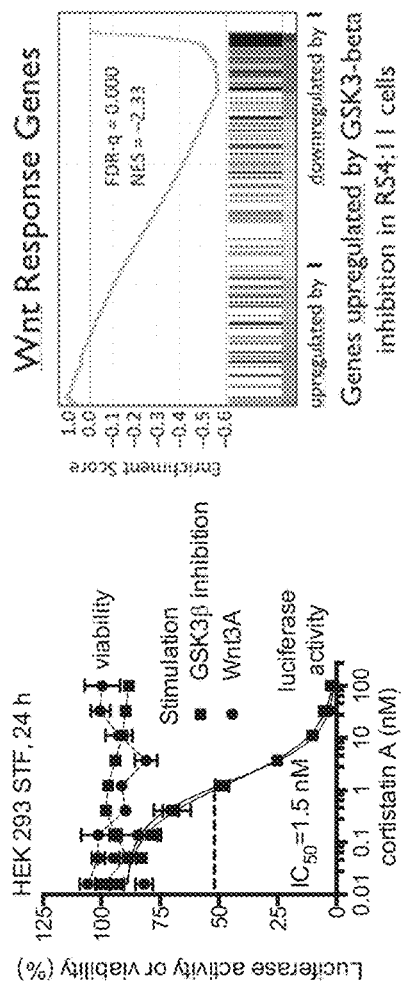 HEK 293 STF, 24 h
Luciferase activity or viability (%)
125
100
75
50
25
0
viability
Stimulation
GSK3β inhibition
Wnt3A
luciferase
activity
IC50=1.5 nM
0.01 0.1 1 10 100
cortistatin A (nM)
Wnt Response Genes
Enrichment Score
1.0
0.0
-0.1
-0.2
-0.3
-0.4
-0.5
-0.6
FDR-q = 0.000
NES = -2.33
upregulated by 1
downregulated by 1
Genes upregulated by GSK3-beta
inhibition in RS4;11 cells